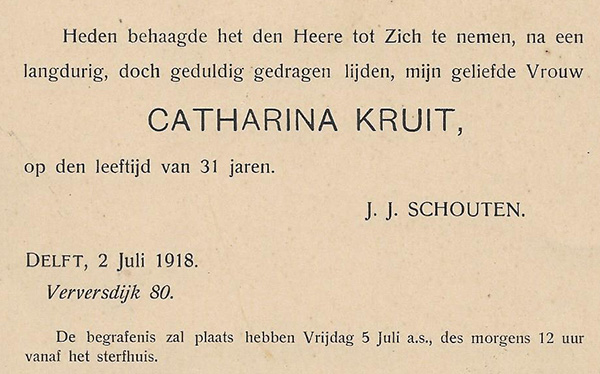 Heden behaagde het den Heere tot Zich te nemen, na een
langdurig, doch geduldig gedragen lijden, mijn geliefde Vrouw
CATHARINA KRUIT,
op den leeftijd van 31 jaren.
J. J. SCHOUTEN.
DELFT, 2 Juli 1918.
Ververdijk 80.
De begrafenis zal plaats hebben Vrijdag 5 Juli a.s., des morgens 12 uur
vanaf het sterfhuis.